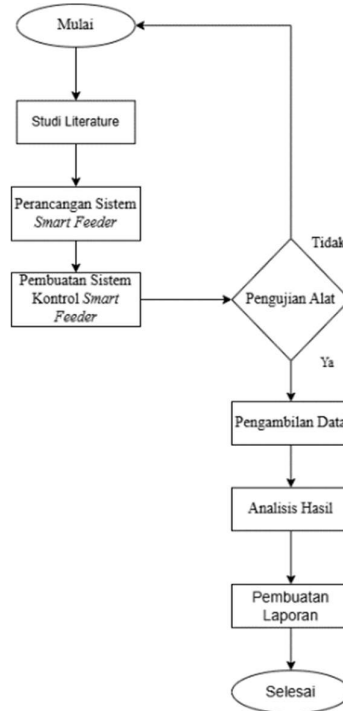 Mulai
Studi Literature
Perancangan Sistem
Smart Feeder
Pembuatan Sistem
Kontrol Smart
Feeder
Tidak
Pengujian Alat
Ya
Pengambilan Data
Analisis Hasil
Pembuatan
Laporan
Selesai